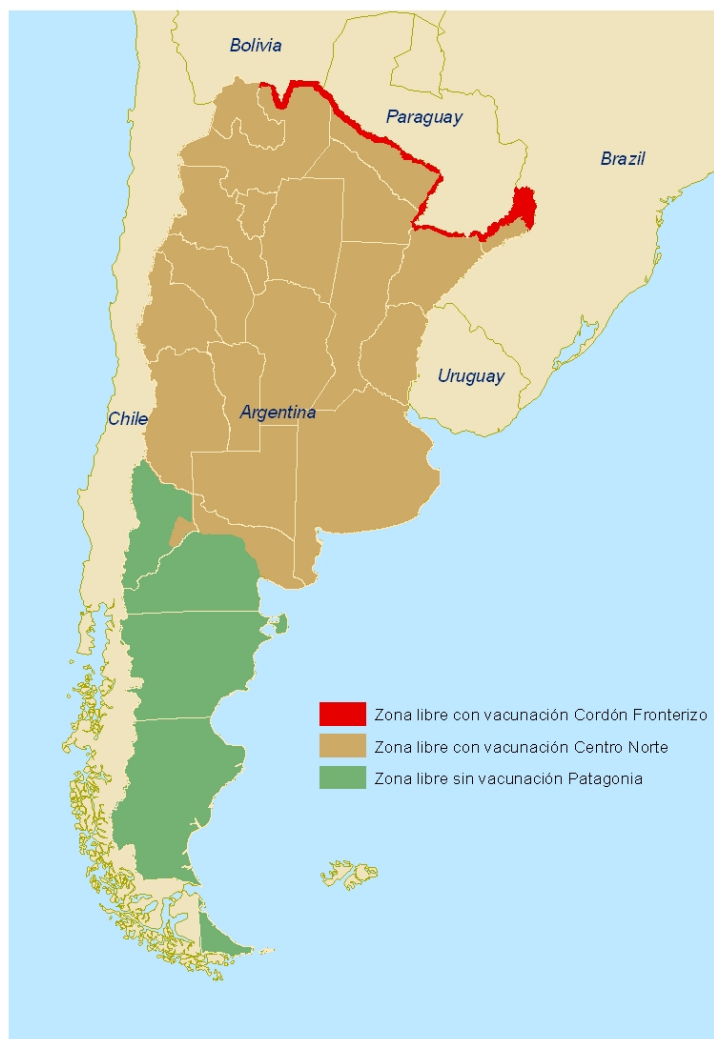 Bolivia
Paraguay
Brazil
Uruguay
Chile
Argentina
Zona libre con vacunación Cordón Fronterizo
Zona libre con vacunación Centro Norte
Zona libre sin vacunación Patagonia